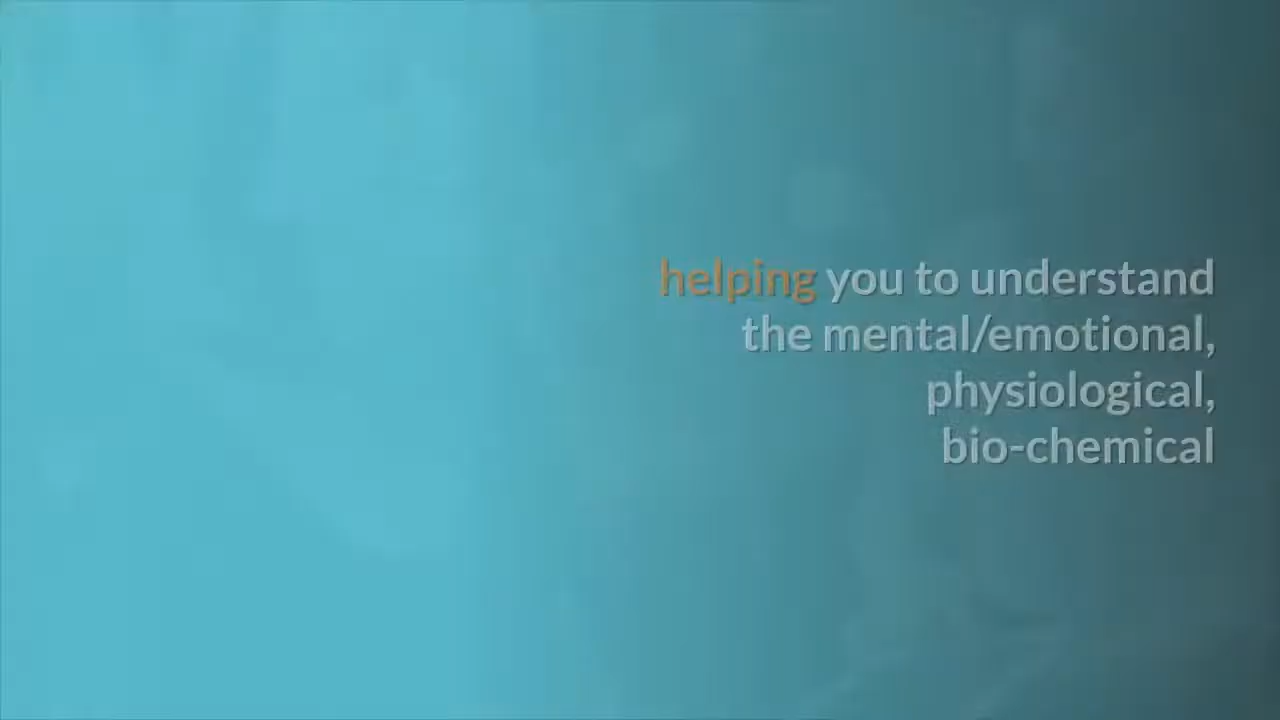 helping you to understand
the mental/emotional,
physiological,
bio-chemical